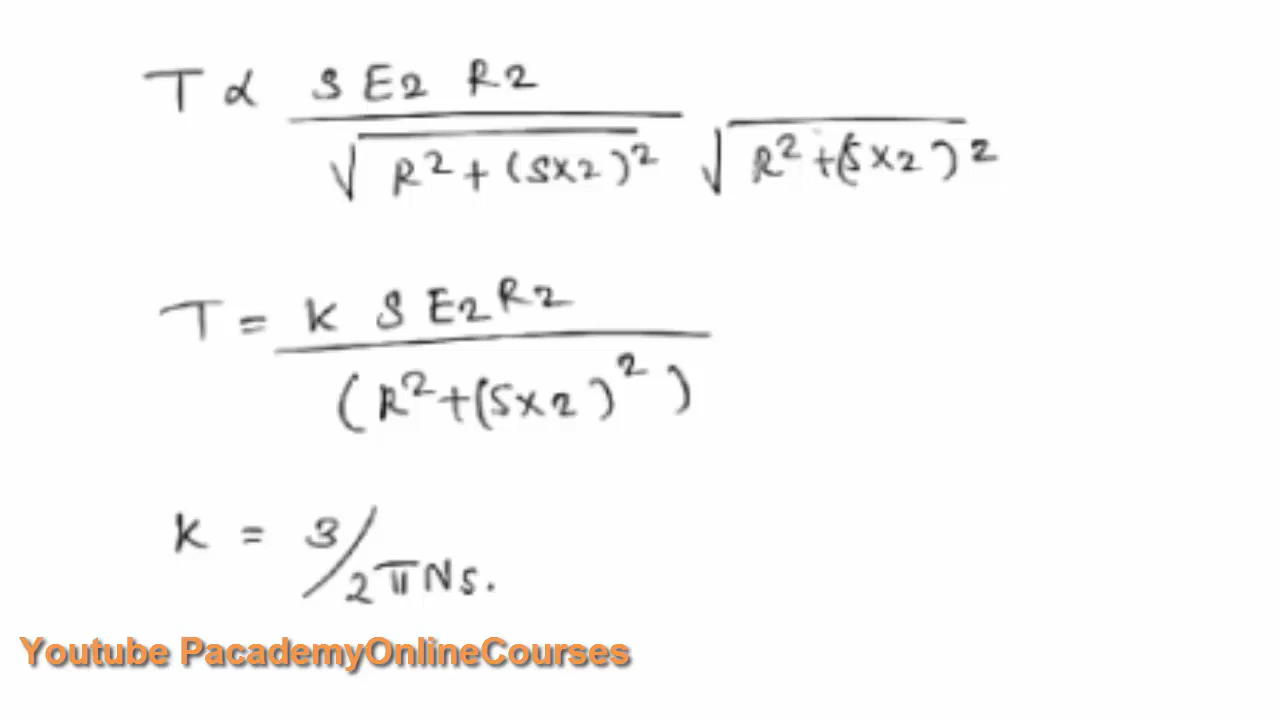 T ∝ S E2 R2
√R²+(SX2)² √R²+(SX2)²
T = K S E2 R2
(R²+(SX2)²)
K = 3/2πNs.
Youtube PacademyOnlineCourses